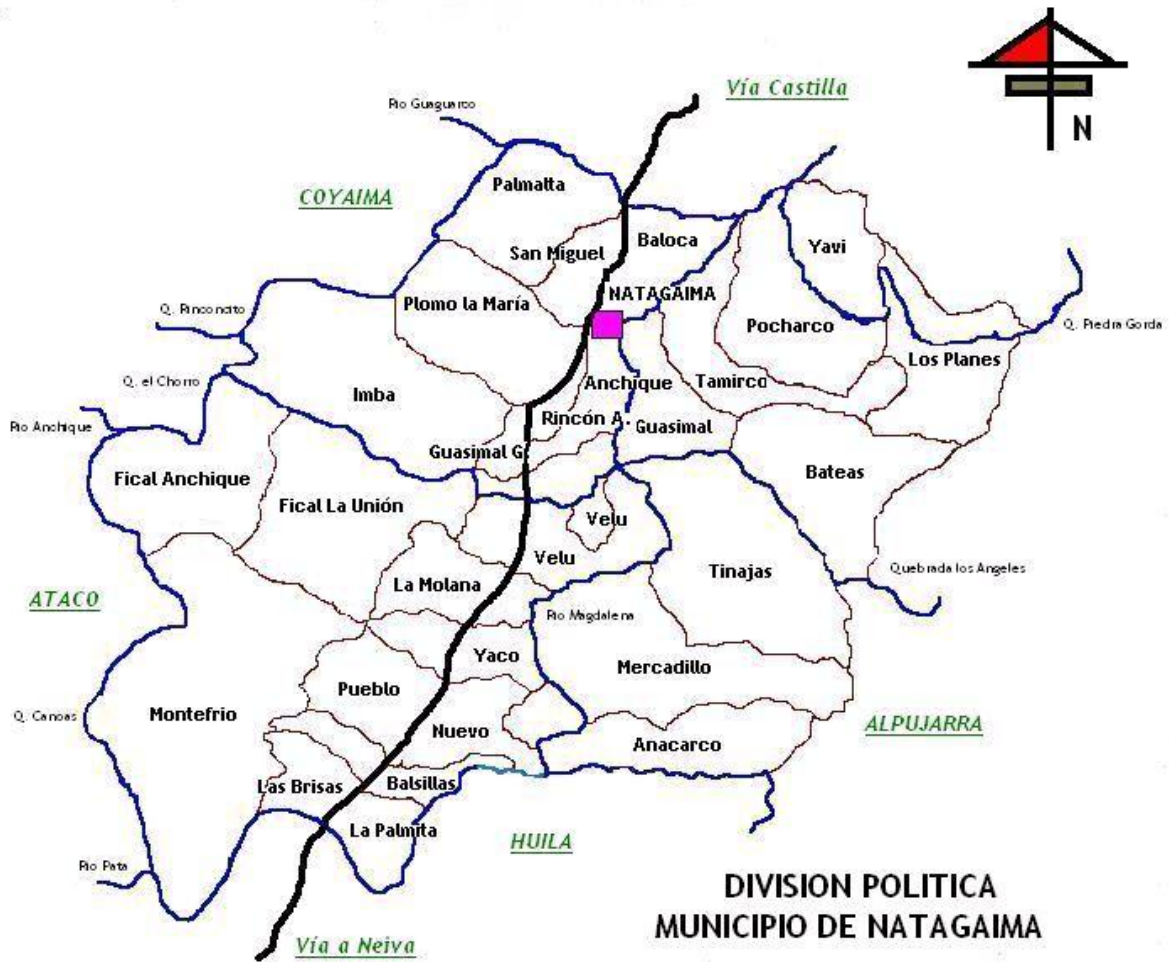 Vía Castilla
N
Rio Guaguarco
Palmalta
COYAIMA
San Miguel
Baloca
Yavi
Plomo la María
NATAGAIMA
Q. Rinconcito
Pocharco
Q. Piedra Gorda
Los Planes
Q. el Chorro
Imba
Anchique
Tamirco
Rio Anchique
Rincón A.
Guasimal
Guasimal G.
Fical Anchique
Bateas
Fical La Unión
Velu
Velu
La Molana
Tinajas
Quebrada los Angeles
ATACO
Rio Magdalena
Yaco
Mercadillo
Pueblo
Q. Canoas
Montefrio
Nuevo
ALPUJARRA
Anacarco
Las Brisas
Balsillas
La Palmita
HUILA
Rio Pata
DIVISION POLITICA
MUNICIPIO DE NATAGAIMA
Vía a Neiva